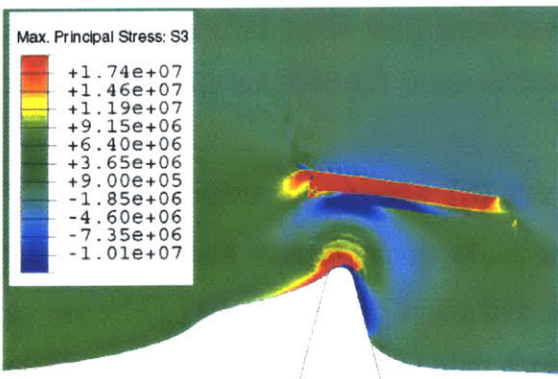 Max. Principal Stress: S3
+1.74e+07
+1.46e+07
+1.19e+07
+9.15e+06
+6.40e+06
+3.65e+06
+9.00e+05
-1.85e+06
-4.60e+06
-7.35e+06
-1.01e+07